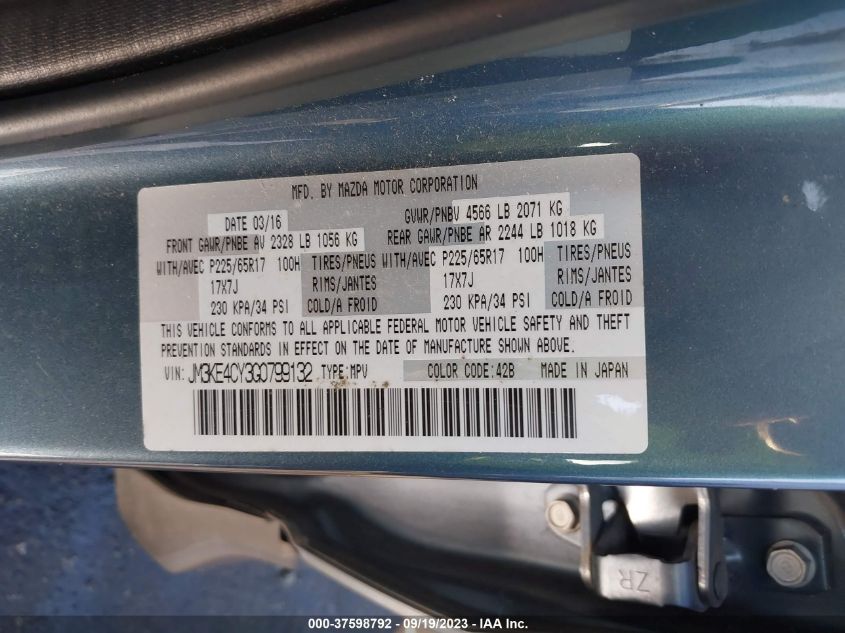 MFD. BY MAZDA MOTOR CORPORATION
DATE 03/16 GVWR/PNBV 4566 LB 2071 KG
FRONT GAWR/PNBE AV 2328 LB 1056 KG REAR GAWR/PNBE AR 2244 LB 1018 KG
WITH/AVEC P225/65R17 100H TIRES/PNEUS WITH/AVEC P225/65R17 100H TIRES/PNEUS
17X7J RIMS/JANTES 17X7J RIMS/JANTES
230 KPA/34 PSI COLD/A FROID 230 KPA/34 PSI COLD/A FROID
THIS VEHICLE CONFORMS TO ALL APPLICABLE FEDERAL MOTOR VEHICLE SAFETY AND THEFT
PREVENTION STANDARDS IN EFFECT ON THE DATE OF MANUFACTURE SHOWN ABOVE.
VIN: JM3KE4CY3G0799132 TYPE:MPV COLOR CODE:42B MADE IN JAPAN
ZR
000-37598792 - 09/19/2023 - IAA Inc.